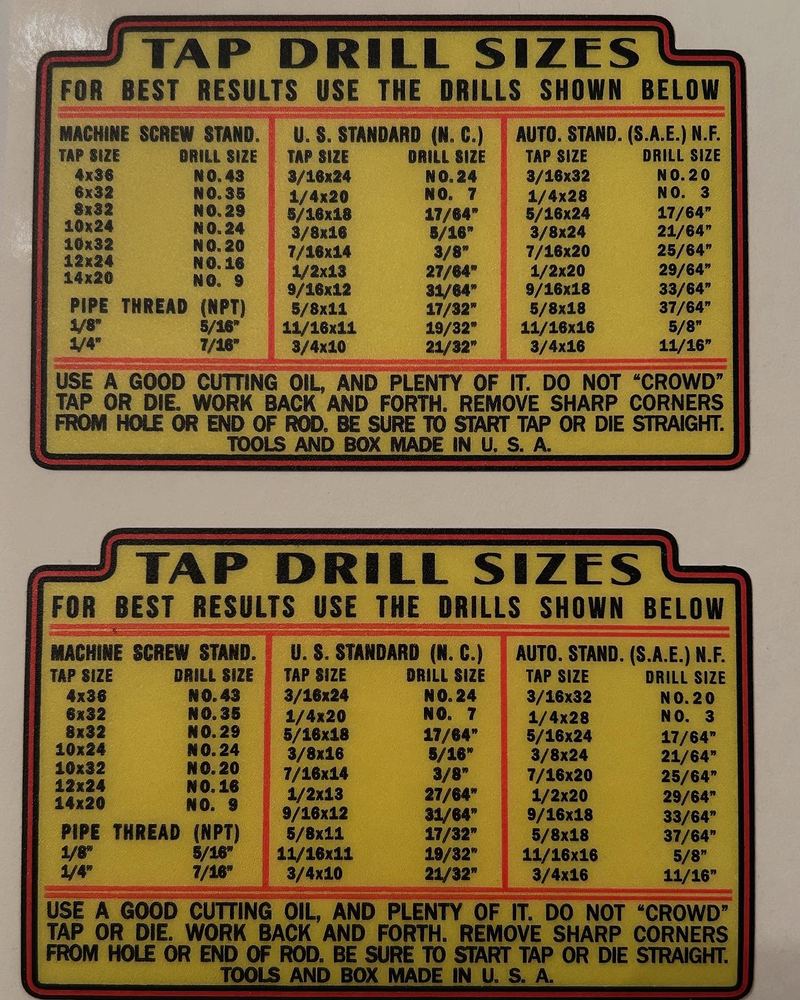 TAP DRILL SIZES
FOR BEST RESULTS USE THE DRILLS SHOWN BELOW
MACHINE SCREW STAND.
TAP SIZE DRILL SIZE
4x36 NO.43
6x32 NO.35
8x32 NO.29
10x24 NO.24
10x32 NO.20
12x24 NO.16
14x20 NO. 9
PIPE THREAD (NPT)
1/8" 5/16"
1/4" 7/16"
U. S. STANDARD (N. C.)
TAP SIZE DRILL SIZE
3/16x24 NO.24
1/4x20 NO. 7
5/16x18 17/64"
3/8x16 5/16"
7/16x14 3/8"
1/2x13 27/64"
9/16x12 31/64"
5/8x11 17/32"
11/16x11 19/32"
3/4x10 21/32"
AUTO. STAND. (S.A.E.) N.F.
TAP SIZE DRILL SIZE
3/16x32 NO.20
1/4x28 NO. 3
5/16x24 17/64"
3/8x24 21/64"
7/16x20 25/64"
1/2x20 29/64"
9/16x18 33/64"
5/8x18 37/64"
11/16x16 5/8"
3/4x16 11/16"
USE A GOOD CUTTING OIL, AND PLENTY OF IT. DO NOT “CROWD”
TAP OR DIE. WORK BACK AND FORTH. REMOVE SHARP CORNERS
FROM HOLE OR END OF ROD. BE SURE TO START TAP OR DIE STRAIGHT.
TOOLS AND BOX MADE IN U. S. A.
TAP DRILL SIZES
FOR BEST RESULTS USE THE DRILLS SHOWN BELOW
MACHINE SCREW STAND.
TAP SIZE DRILL SIZE
4x36 NO.43
6x32 NO.35
8x32 NO.29
10x24 NO.24
10x32 NO.20
12x24 NO.16
14x20 NO. 9
PIPE THREAD (NPT)
1/8" 5/16"
1/4" 7/16"
U. S. STANDARD (N. C.)
TAP SIZE DRILL SIZE
3/16x24 NO.24
1/4x20 NO. 7
5/16x18 17/64"
3/8x16 5/16"
7/16x14 3/8"
1/2x13 27/64"
9/16x12 31/64"
5/8x11 17/32"
11/16x11 19/32"
3/4x10 21/32"
AUTO. STAND. (S.A.E.) N.F.
TAP SIZE DRILL SIZE
3/16x32 NO.20
1/4x28 NO. 3
5/16x24 17/64"
3/8x24 21/64"
7/16x20 25/64"
1/2x20 29/64"
9/16x18 33/64"
5/8x18 37/64"
11/16x16 5/8"
3/4x16 11/16"
USE A GOOD CUTTING OIL, AND PLENTY OF IT. DO NOT “CROWD”
TAP OR DIE. WORK BACK AND FORTH. REMOVE SHARP CORNERS
FROM HOLE OR END OF ROD. BE SURE TO START TAP OR DIE STRAIGHT.
TOOLS AND BOX MADE IN U. S. A.